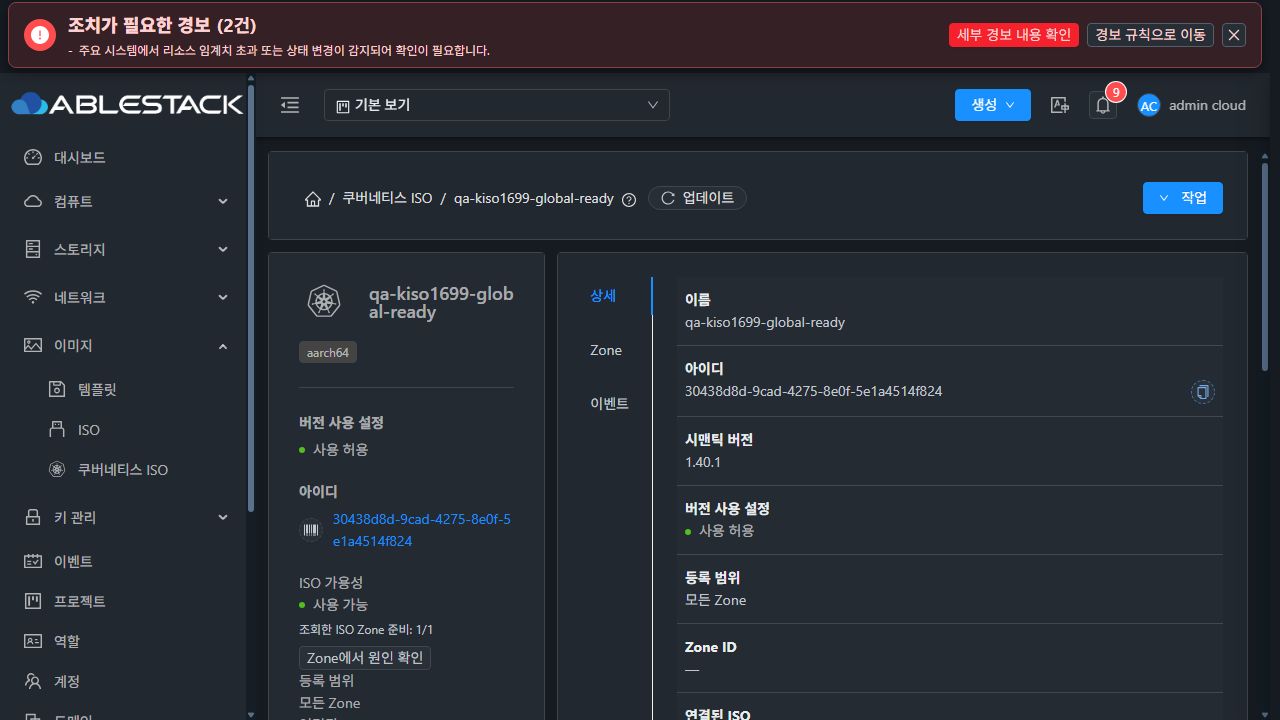 조치가 필요한 경보 (2건)
- 주요 시스템에서 리소스 임계치 초과 또는 상태 변경이 감지되어 확인이 필요합니다.
세부 경보 내용 확인
경보 규칙으로 이동
ABLESTACK
기본 보기
생성
9
AC
admin cloud
대시보드
컴퓨트
스토리지
네트워크
이미지
템플릿
ISO
쿠버네티스 ISO
키 관리
이벤트
프로젝트
역할
계정
도메인
/ 쿠버네티스 ISO / qa-kiso1699-global-ready
업데이트
작업
qa-kiso1699-glob
al-ready
aarch64
버전 사용 설정
사용 허용
아이디
30438d8d-9cad-4275-8e0f-5
e1a4514f824
ISO 가용성
사용 가능
조회한 ISO Zone 준비: 1/1
Zone에서 원인 확인
등록 범위
모든 Zone
상세
Zone
이벤트
이름
qa-kiso1699-global-ready
아이디
30438d8d-9cad-4275-8e0f-5e1a4514f824
시맨틱 버전
1.40.1
버전 사용 설정
사용 허용
등록 범위
모든 Zone
Zone ID
—
연결된 ISO